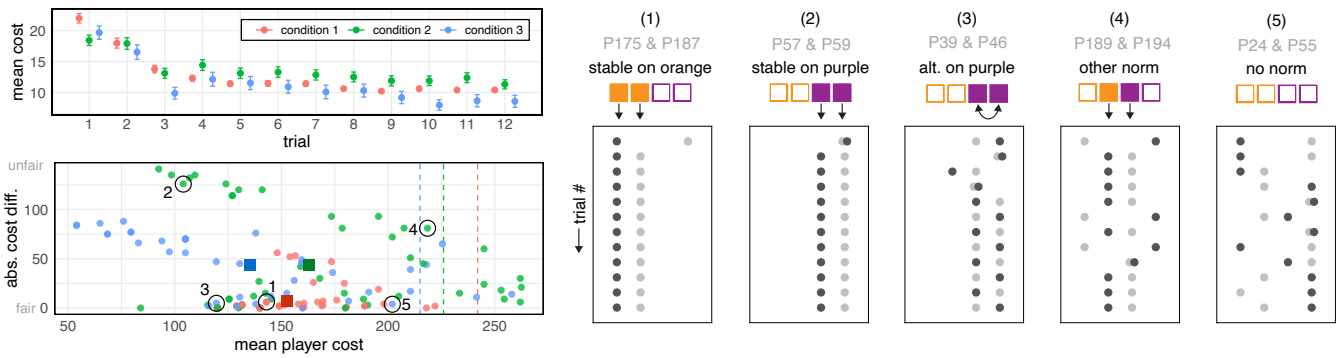 mean cost
20
15
10
condition 1
condition 2
condition 3
1 2 3 4 5 6 7 8 9 10 11 12
trial
abs. cost diff.
unfair
100
50
fair 0
2
4
3
1
5
50 100 150 200 250
mean player cost
(1)
P175 & P187
stable on orange
(2)
P57 & P59
stable on purple
(3)
P39 & P46
alt. on purple
(4)
P189 & P194
other norm
(5)
P24 & P55
no norm
trial #